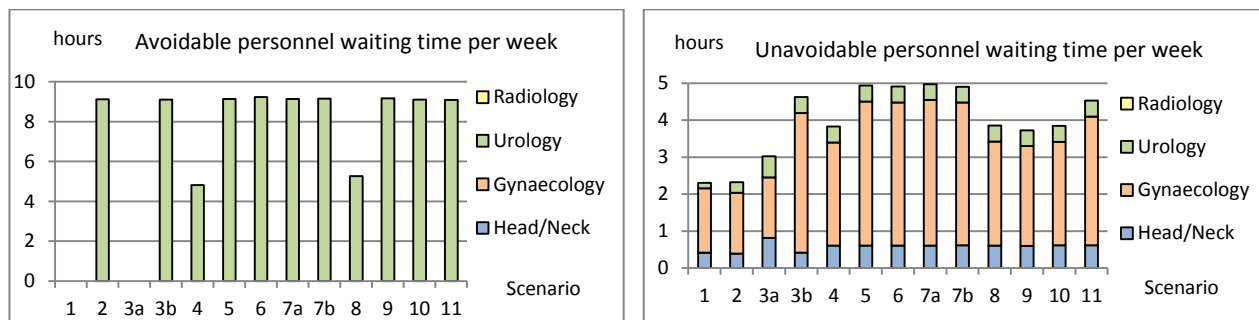 hours Avoidable personnel waiting time per week
10
8
6
4
2
0
1 2 3a 3b 4 5 6 7a 7b 8 9 10 11
Radiology
Urology
Gynaecology
Head/Neck
Scenario
hours Unavoidable personnel waiting time per week
5
4
3
2
1
0
1 2 3a 3b 4 5 6 7a 7b 8 9 10 11
Radiology
Urology
Gynaecology
Head/Neck
Scenario